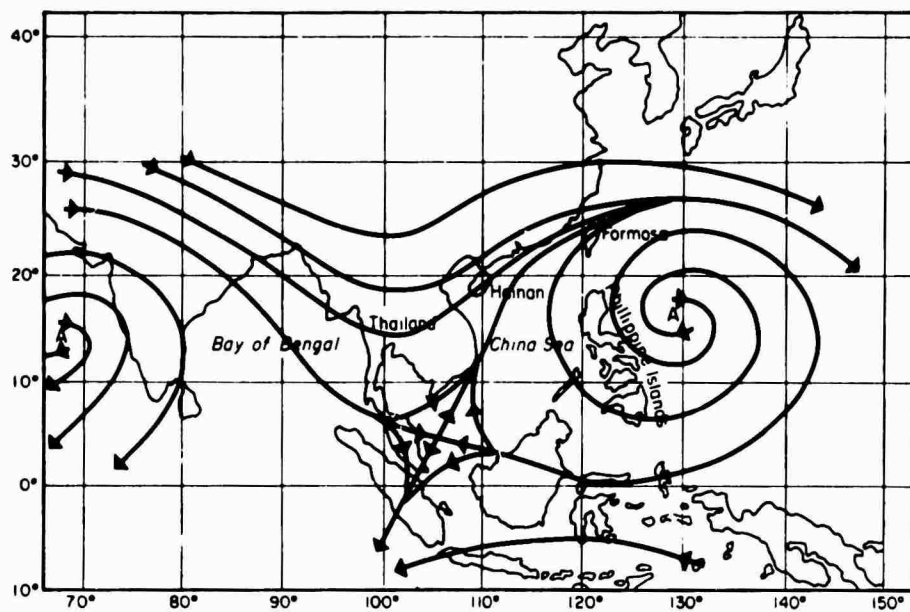 40°
30°
20°
10°
0°
10°
Formosa
Hainan
Thailand
Bay of Bengal
China Sea
Phillippine Islands
A
A
70° 80° 90° 100° 110° 120° 130° 140° 150°